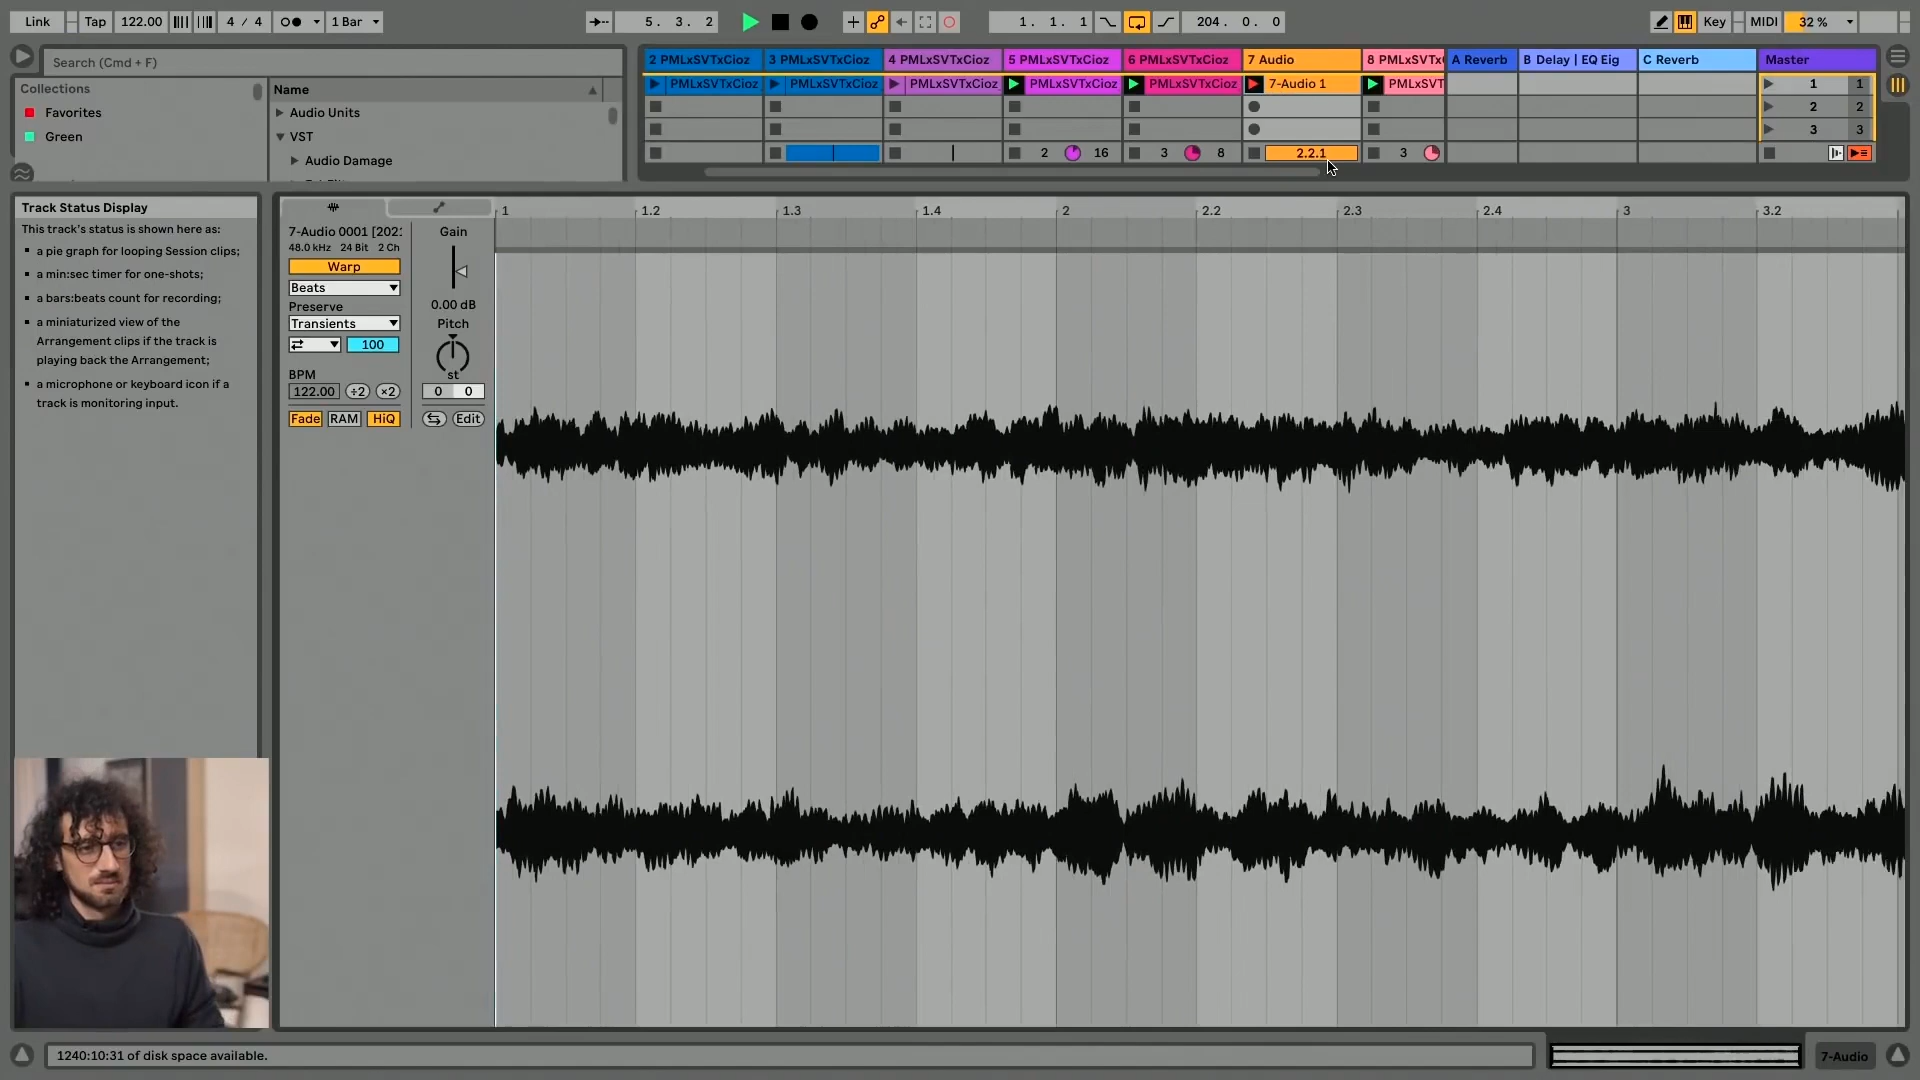 Link Tap 122.00 4 / 4 1 Bar 5. 3. 2 1. 1. 1 204. 0. 0 Key MIDI 32 %
Search (Cmd + F)
Collections
Favorites
Green
Name
Audio Units
VST
Audio Damage
2 PMLxSVTxCioz 3 PMLxSVTxCioz 4 PMLxSVTxCioz 5 PMLxSVTxCioz 6 PMLxSVTxCioz 7 Audio 8 PMLxSVTx A Reverb B Delay | EQ Eig C Reverb Master
PMLxSVTxCioz PMLxSVTxCioz PMLxSVTxCioz PMLxSVTxCioz PMLxSVTxCioz 7-Audio 1 PMLxSVT 1 1
2 2
3 3
2 16 3 8 2.2.1 3
Track Status Display
This track's status is shown here as:
a pie graph for looping Session clips;
a min:sec timer for one-shots;
a bars:beats count for recording;
a miniaturized view of the
Arrangement clips if the track is
playing back the Arrangement;
a microphone or keyboard icon if a
track is monitoring input.
7-Audio 0001 [202
48.0 kHz 24 Bit 2 Ch
Warp
Beats
Preserve
Transients
100
BPM
122.00 ÷2 ×2
Fade RAM HiQ
Gain
0.00 dB
Pitch
st
0 0
Edit
1 1.2 1.3 1.4 2 2.2 2.3 2.4 3 3.2
1240:10:31 of disk space available.
7-Audio